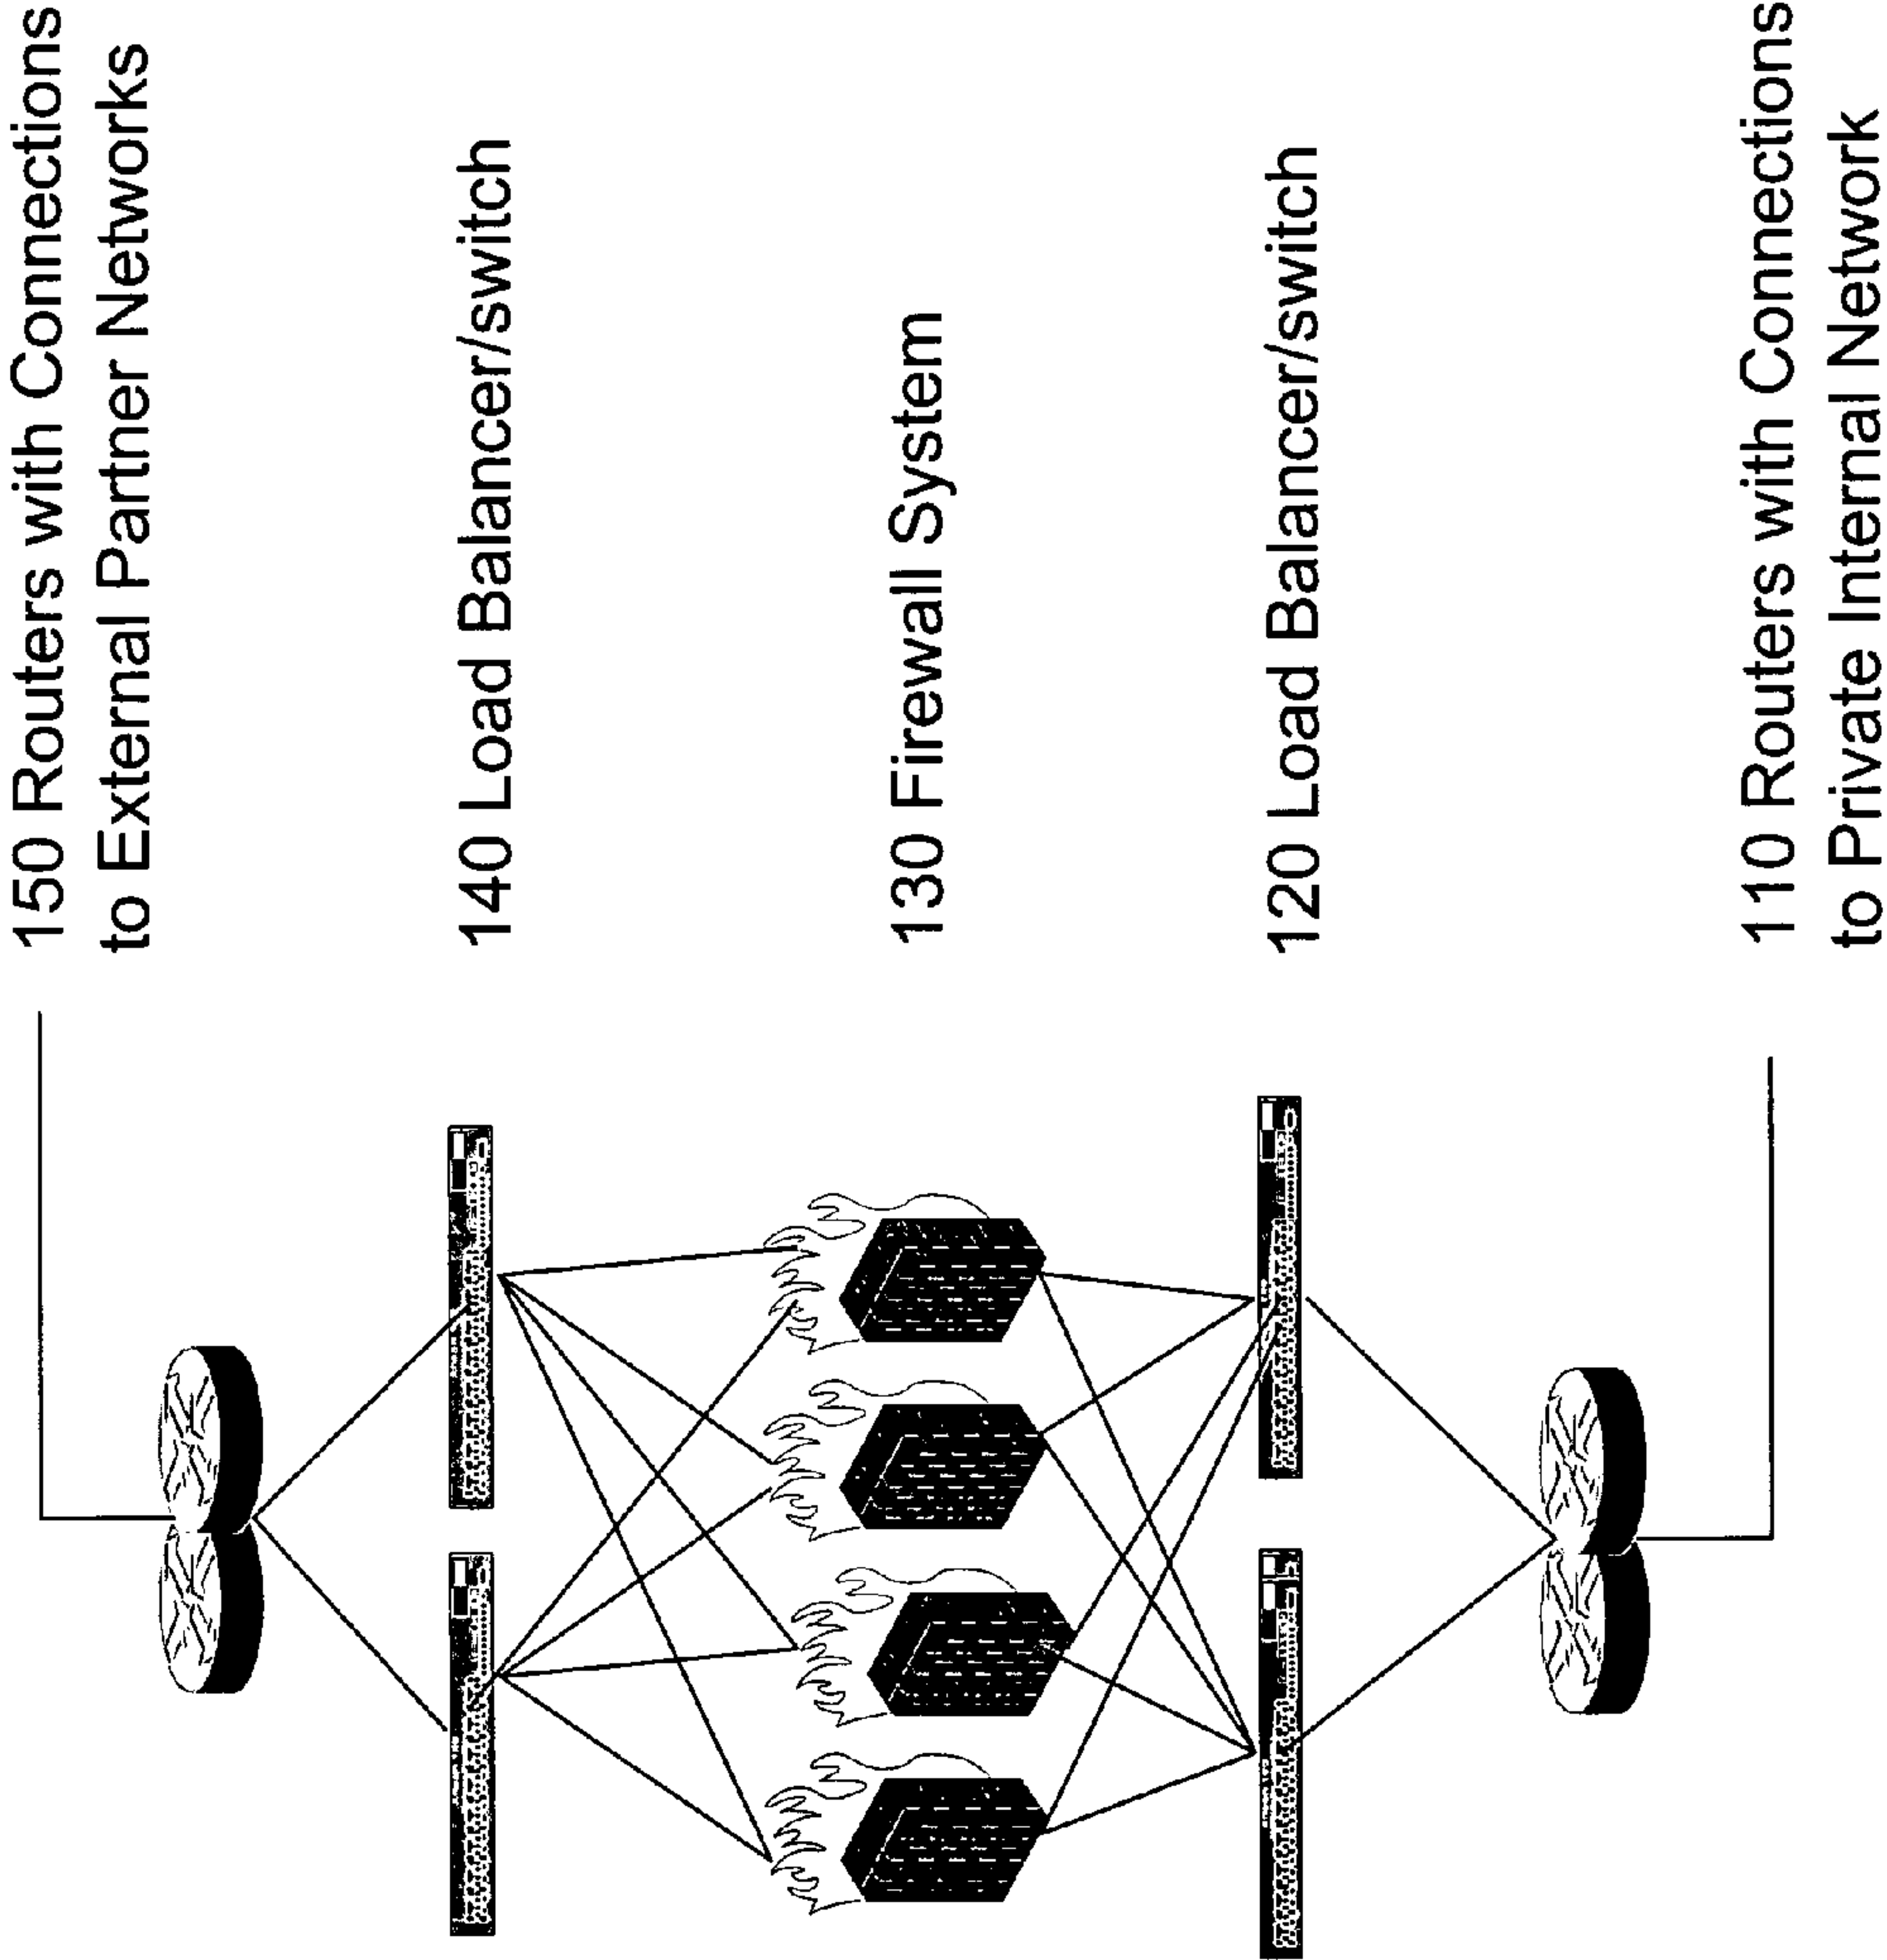 150 Routers with Connections
to External Partner Networks
140 Load Balancer/switch
130 Firewall System
120 Load Balancer/switch
110 Routers with Connections
to Private Internal Network